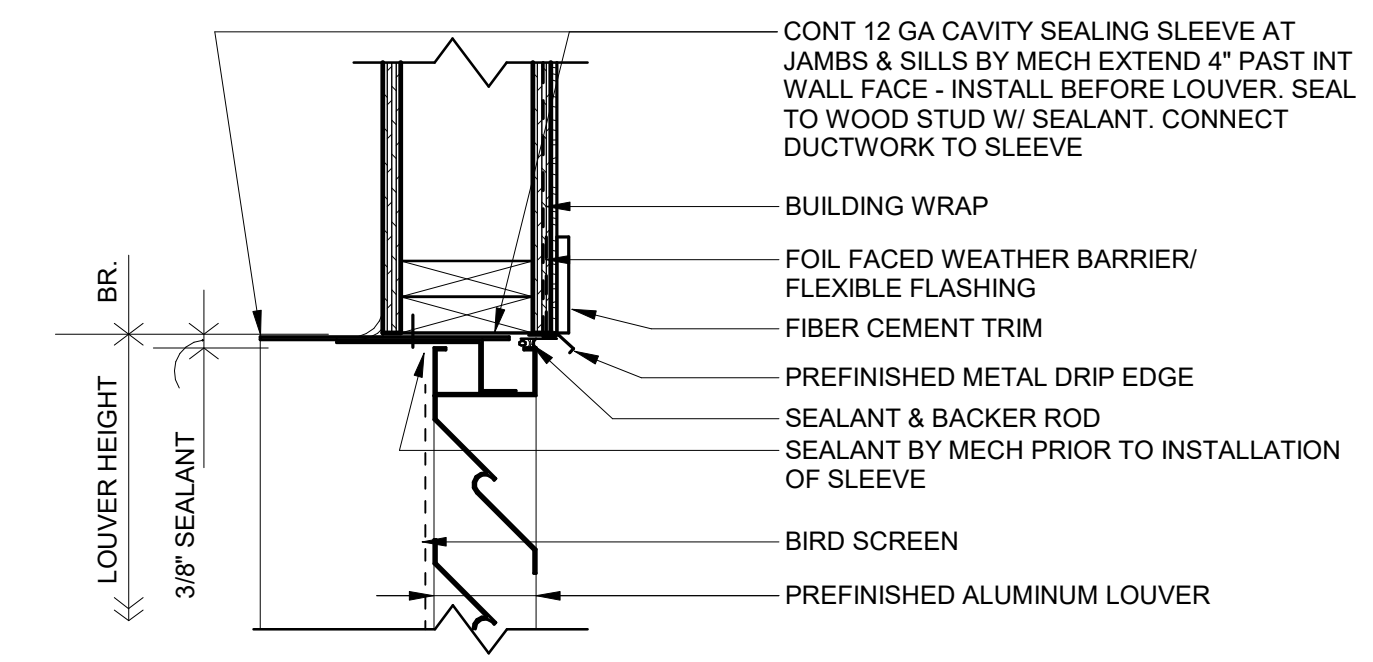 CONT 12 GA CAVITY SEALING SLEEVE AT
JAMBS & SILLS BY MECH EXTEND 4" PAST INT
WALL FACE - INSTALL BEFORE LOUVER. SEAL
TO WOOD STUD W/ SEALANT. CONNECT
DUCTWORK TO SLEEVE
BUILDING WRAP
FOIL FACED WEATHER BARRIER/
FLEXIBLE FLASHING
FIBER CEMENT TRIM
PREFINISHED METAL DRIP EDGE
SEALANT & BACKER ROD
SEALANT BY MECH PRIOR TO INSTALLATION
OF SLEEVE
BIRD SCREEN
PREFINISHED ALUMINUM LOUVER
BR.
LOUVER HEIGHT
3/8" SEALANT